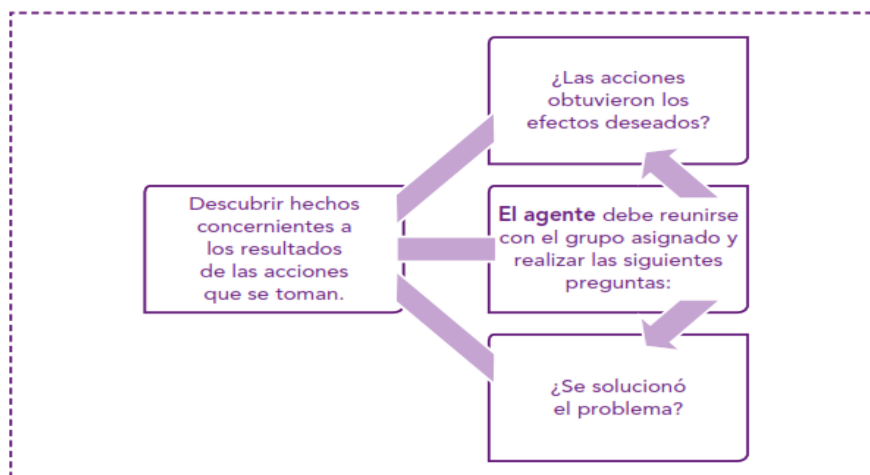 ¿Las acciones
obtuvieron los
efectos deseados?
Descubrir hechos
concernientes a
los resultados
de las acciones
que se toman.
El agente debe reunirse
con el grupo asignado y
realizar las siguientes
preguntas:
¿Se solucionó
el problema?